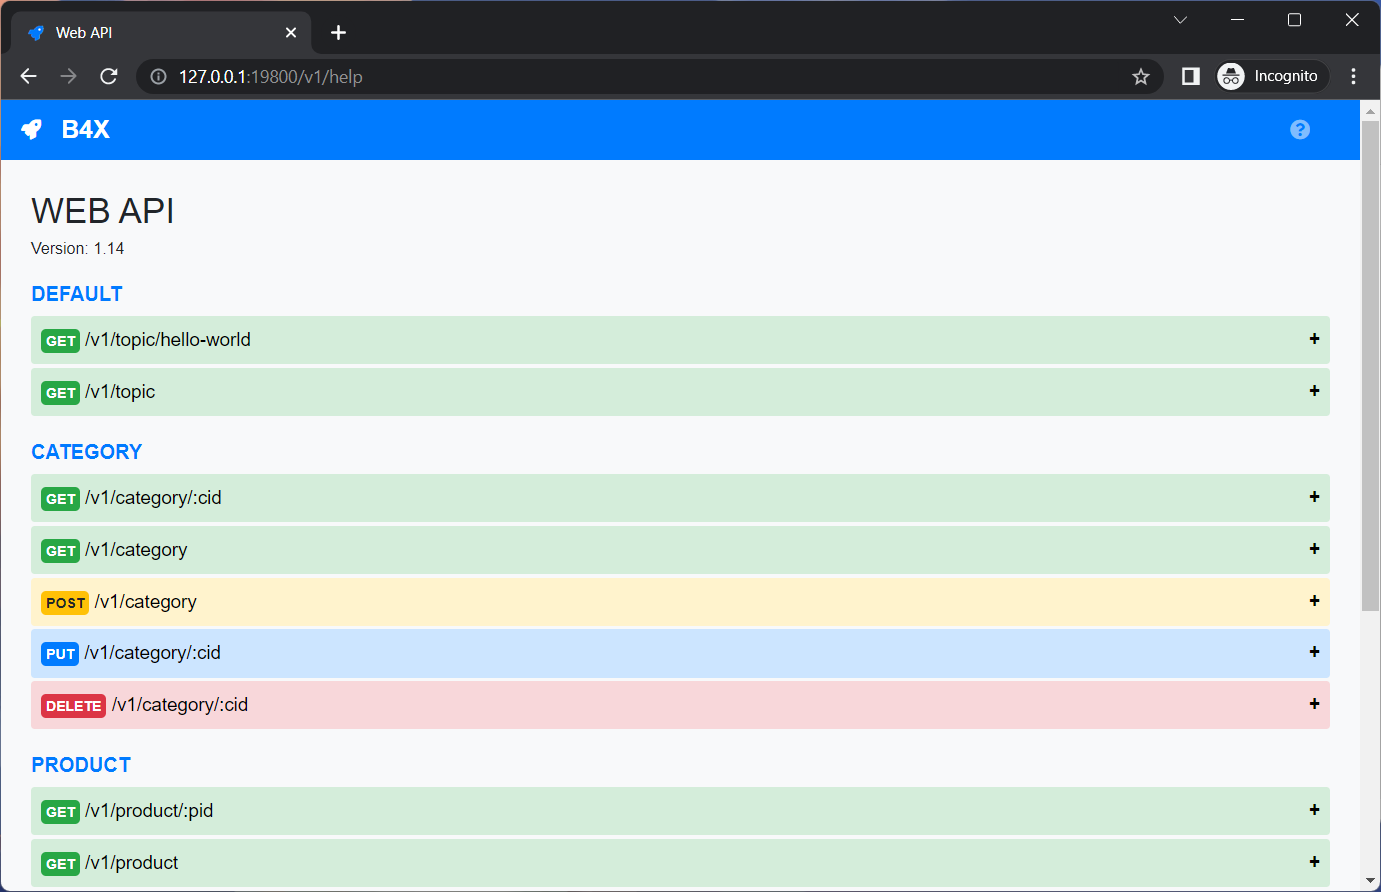 Web API
127.0.0.1:19800/v1/help
Incognito
B4X
WEB API
Version: 1.14
DEFAULT
GET /v1/topic/hello-world +
GET /v1/topic +
CATEGORY
GET /v1/category/:cid +
GET /v1/category +
POST /v1/category +
PUT /v1/category/:cid +
DELETE /v1/category/:cid +
PRODUCT
GET /v1/product/:pid +
GET /v1/product +